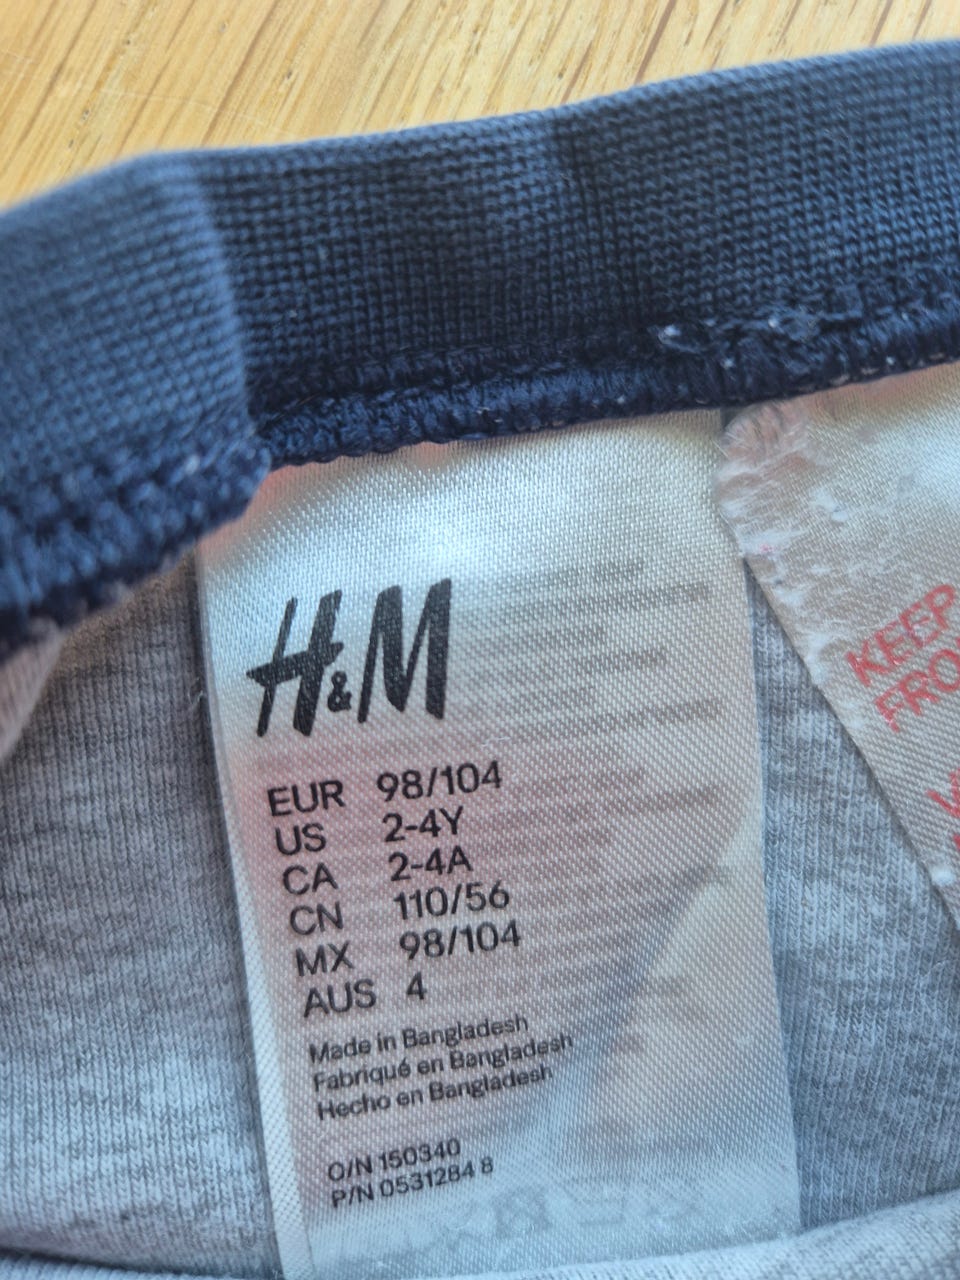 H&M
EUR 98/104
US 2-4Y
CA 2-4A
CN 110/56
MX 98/104
AUS 4
Made in Bangladesh
Fabriqué en Bangladesh
Hecho en Bangladesh
O/N 150340
P/N 0531284 8
KEEP
FRO